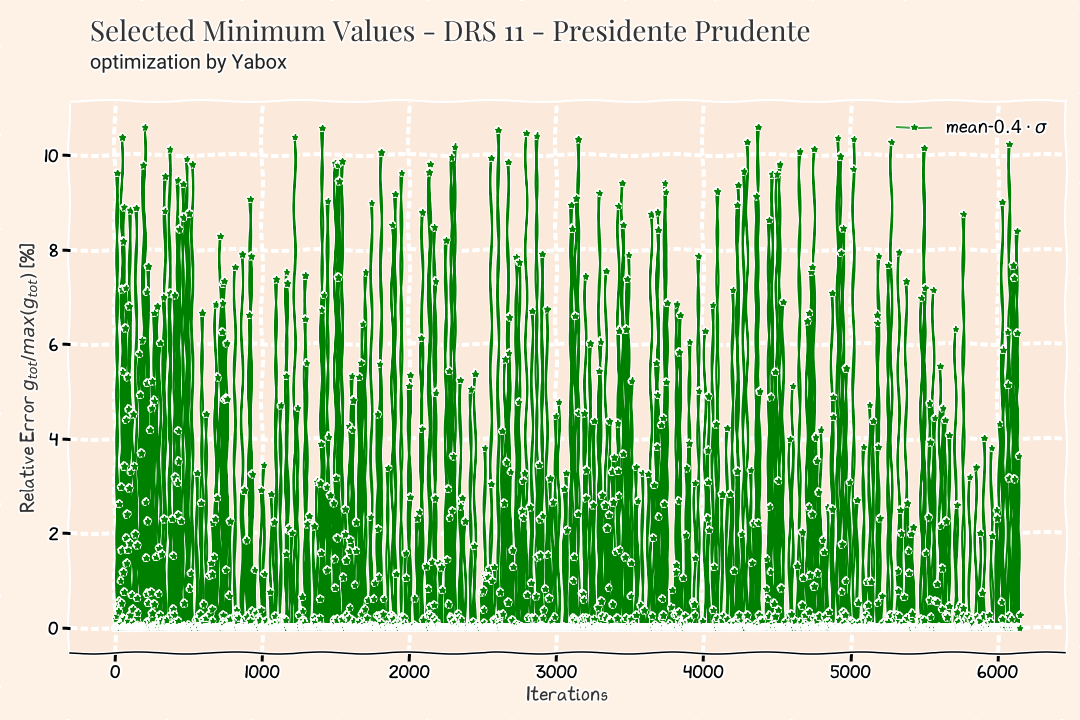 Selected Minimum Values - DRS 11 - Presidente Prudente
optimization by Yabox
mean-0.4 · σ
Relative Error g_tot/max(g_tot) [%]
10
8
6
4
2
0
0 1000 2000 3000 4000 5000 6000
Iterations